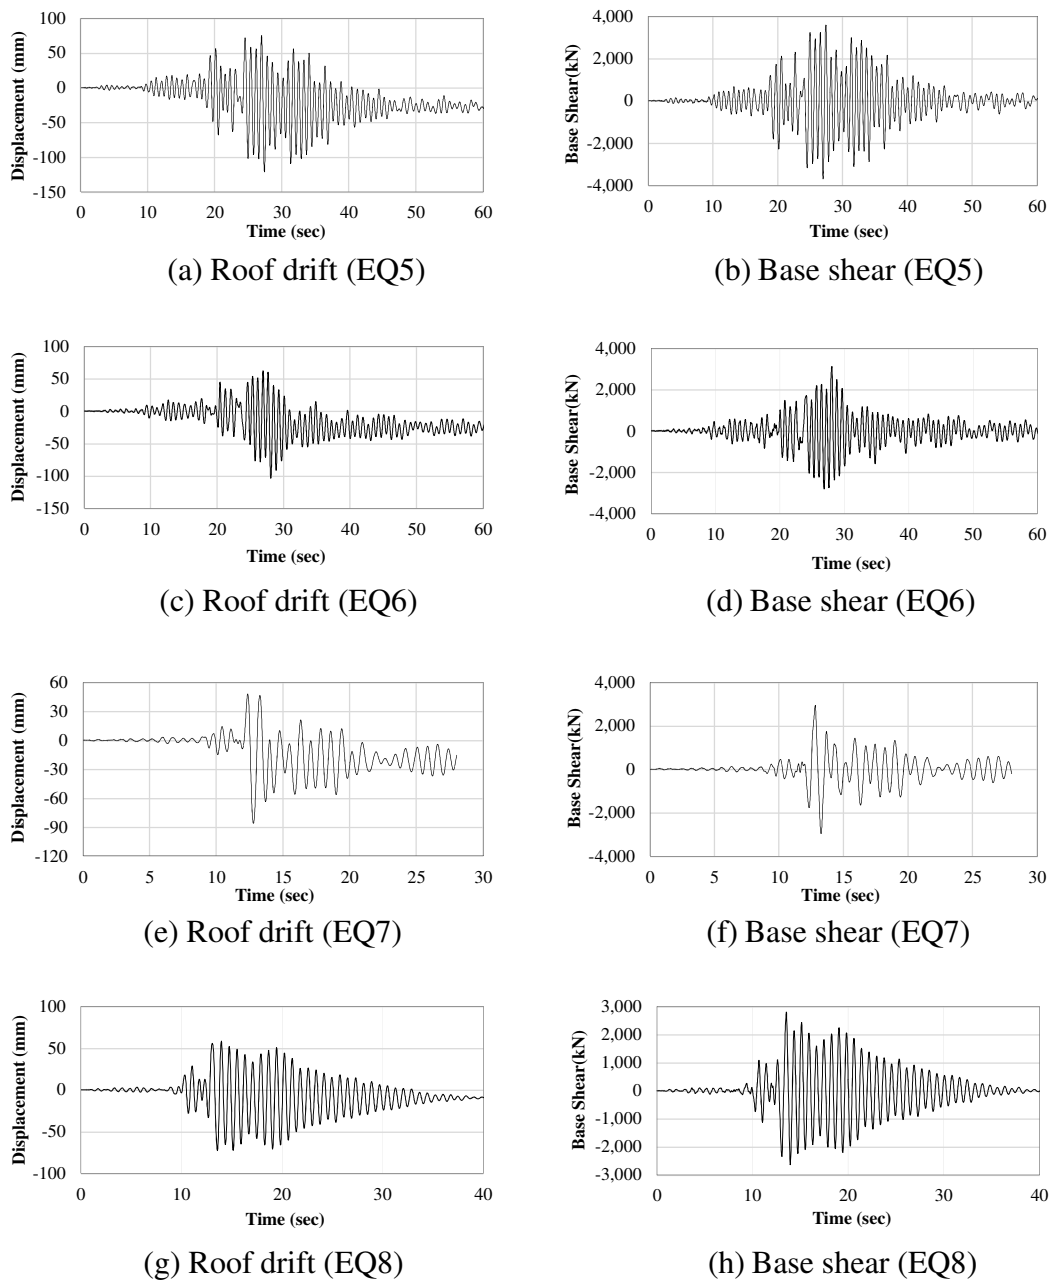 100
50
0
-50
-100
-150
Displacement (mm)
0 10 20 30 40 50 60
Time (sec)
(a) Roof drift (EQ5)
4,000
2,000
0
-2,000
-4,000
Base Shear(kN)
0 10 20 30 40 50 60
Time (sec)
(b) Base shear (EQ5)
100
50
0
-50
-100
-150
Displacement (mm)
0 10 20 30 40 50 60
Time (sec)
(c) Roof drift (EQ6)
4,000
2,000
0
-2,000
-4,000
Base Shear(kN)
0 10 20 30 40 50 60
Time (sec)
(d) Base shear (EQ6)
60
30
0
-30
-60
-90
-120
Displacement (mm)
0 5 10 15 20 25 30
Time (sec)
(e) Roof drift (EQ7)
4,000
2,000
0
-2,000
-4,000
Base Shear(kN)
0 5 10 15 20 25 30
Time (sec)
(f) Base shear (EQ7)
100
50
0
-50
-100
Displacement (mm)
0 10 20 30 40
Time (sec)
(g) Roof drift (EQ8)
3,000
2,000
1,000
0
-1,000
-2,000
-3,000
Base Shear(kN)
0 10 20 30 40
Time (sec)
(h) Base shear (EQ8)